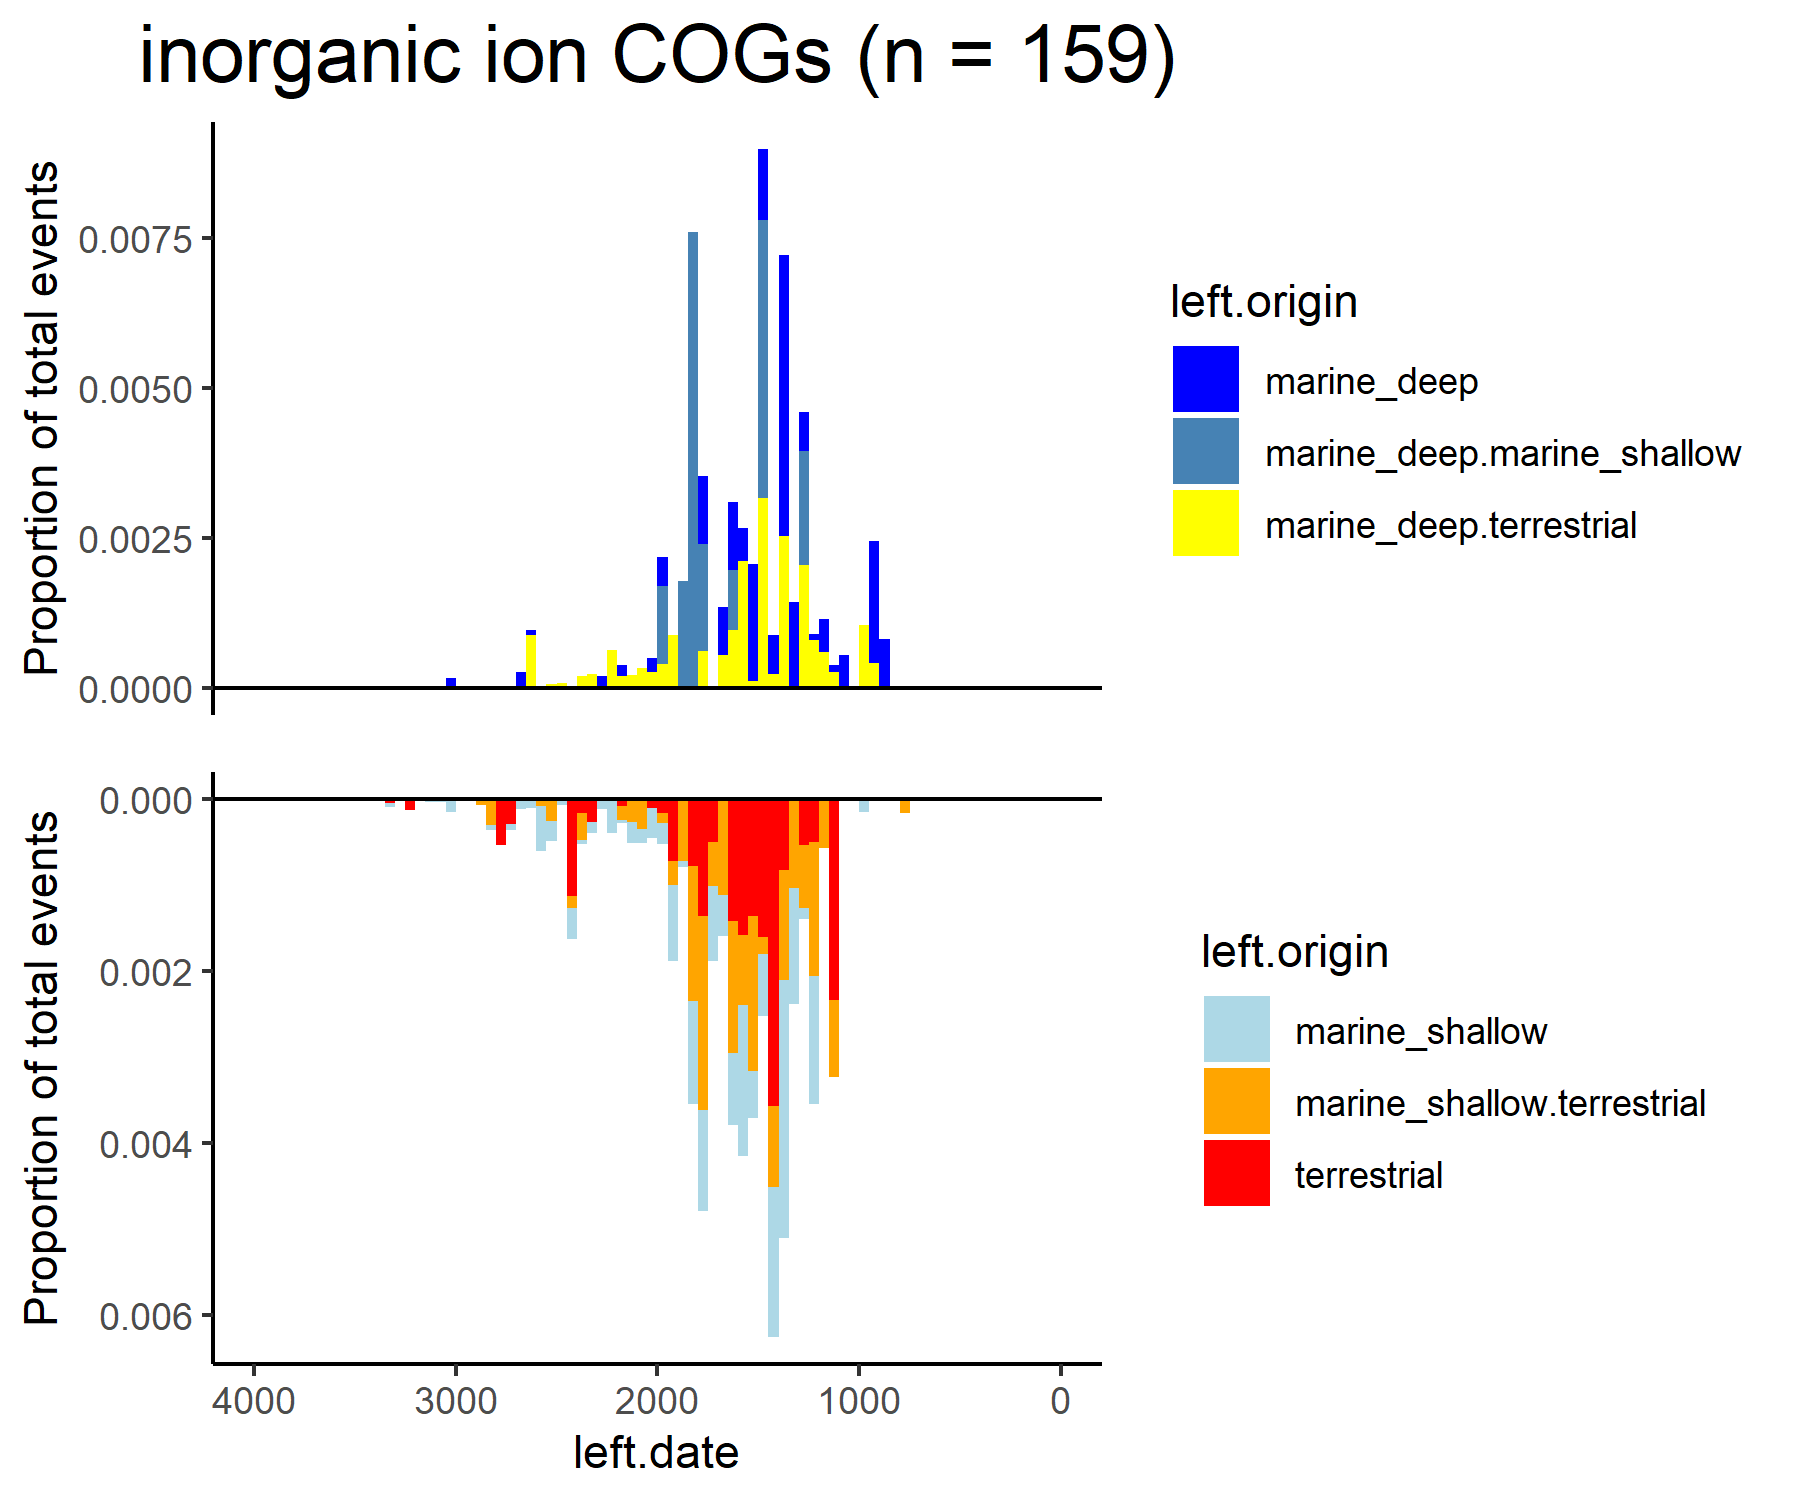 inorganic ion COGs (n = 159)
Proportion of total events
0.0075
0.0050
0.0025
0.0000
left.origin
marine_deep
marine_deep.marine_shallow
marine_deep.terrestrial
Proportion of total events
0.000
0.002
0.004
0.006
4000 3000 2000 1000 0
left.date
left.origin
marine_shallow
marine_shallow.terrestrial
terrestrial